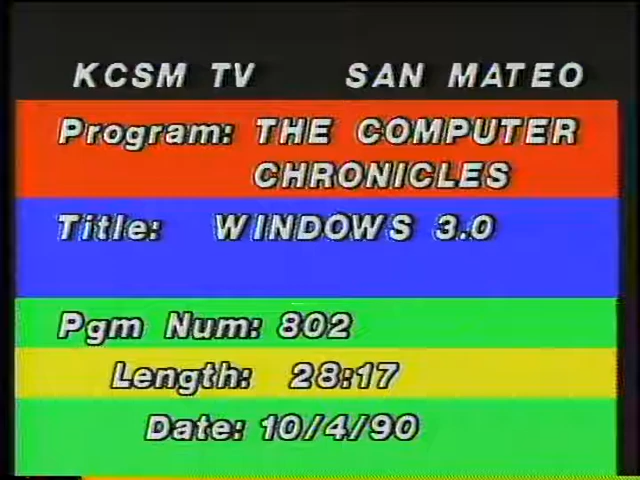 KCSM TV SAN MATEO
Program: THE COMPUTER
CHRONICLES
Title: WINDOWS 3.0
Pgm Num: 802
Length: 28:17
Date: 10/4/90